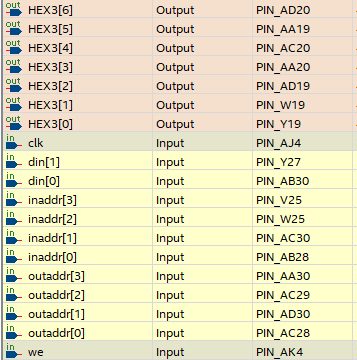 out HEX3[6] Output PIN_AD20
out HEX3[5] Output PIN_AA19
out HEX3[4] Output PIN_AC20
out HEX3[3] Output PIN_AA20
out HEX3[2] Output PIN_AD19
out HEX3[1] Output PIN_W19
out HEX3[0] Output PIN_Y19
in clk Input PIN_AJ4
in din[1] Input PIN_Y27
in din[0] Input PIN_AB30
in inaddr[3] Input PIN_V25
in inaddr[2] Input PIN_W25
in inaddr[1] Input PIN_AC30
in inaddr[0] Input PIN_AB28
in outaddr[3] Input PIN_AA30
in outaddr[2] Input PIN_AC29
in outaddr[1] Input PIN_AD30
in outaddr[0] Input PIN_AC28
in we Input PIN_AK4